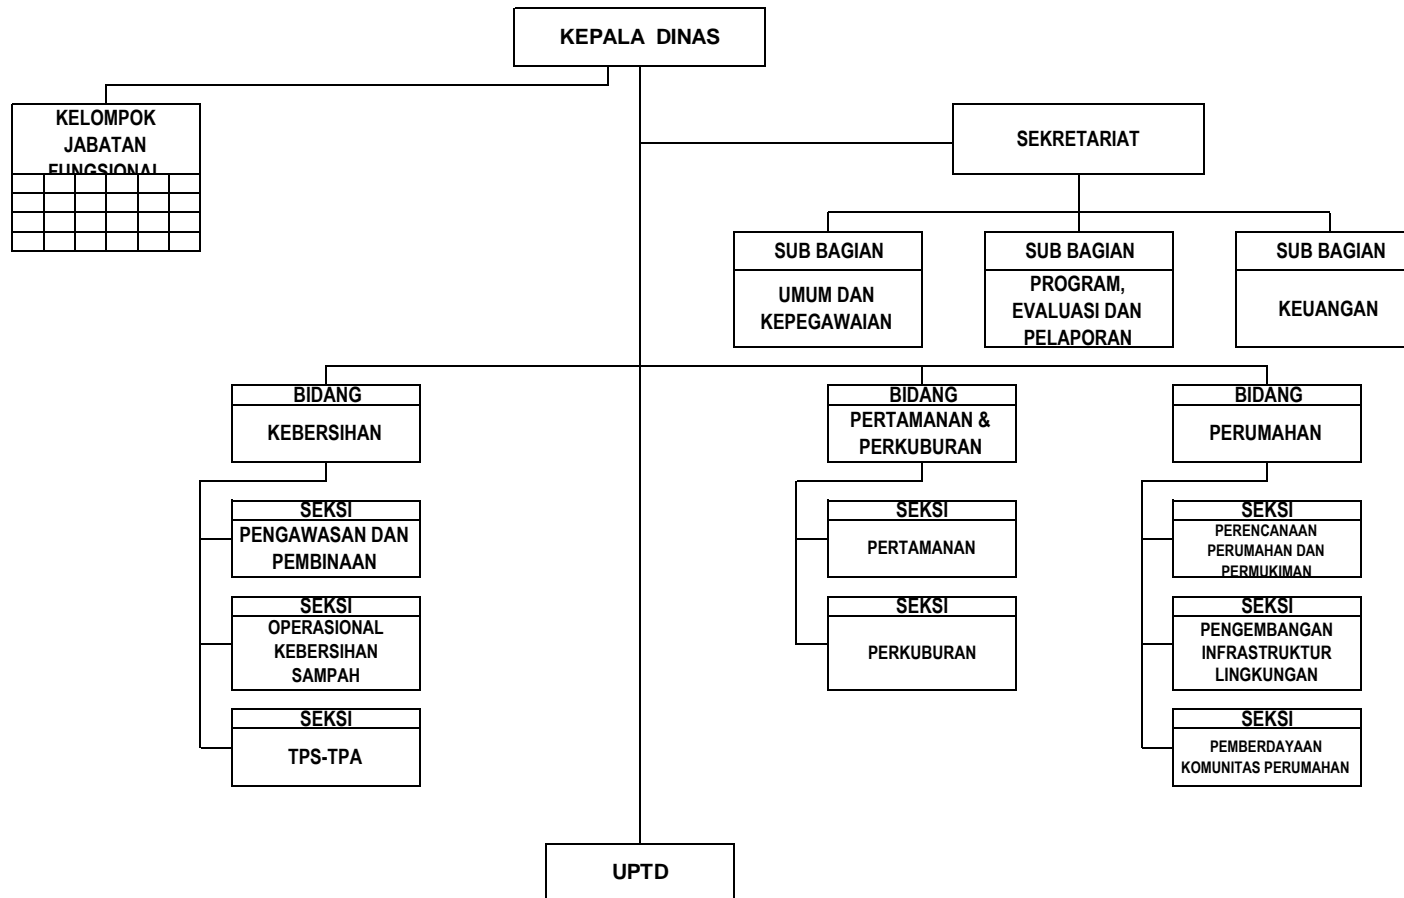 KEPALA DINAS
KELOMPOK
JABATAN
FUNGSIONAL
SEKRETARIAT
SUB BAGIAN
UMUM DAN
KEPEGAWAIAN
SUB BAGIAN
PROGRAM,
EVALUASI DAN
PELAPORAN
SUB BAGIAN
KEUANGAN
BIDANG
KEBERSIHAN
BIDANG
PERTAMANAN &
PERKUBURAN
BIDANG
PERUMAHAN
SEKSI
PENGAWASAN DAN
PEMBINAAN
SEKSI
OPERASIONAL
KEBERSIHAN
SAMPAH
SEKSI
TPS-TPA
SEKSI
PERTAMANAN
SEKSI
PERKUBURAN
SEKSI
PERENCANAAN
PERUMAHAN DAN
PERMUKIMAN
SEKSI
PENGEMBANGAN
INFRASTRUKTUR
LINGKUNGAN
SEKSI
PEMBERDAYAAN
KOMUNITAS PERUMAHAN
UPTD